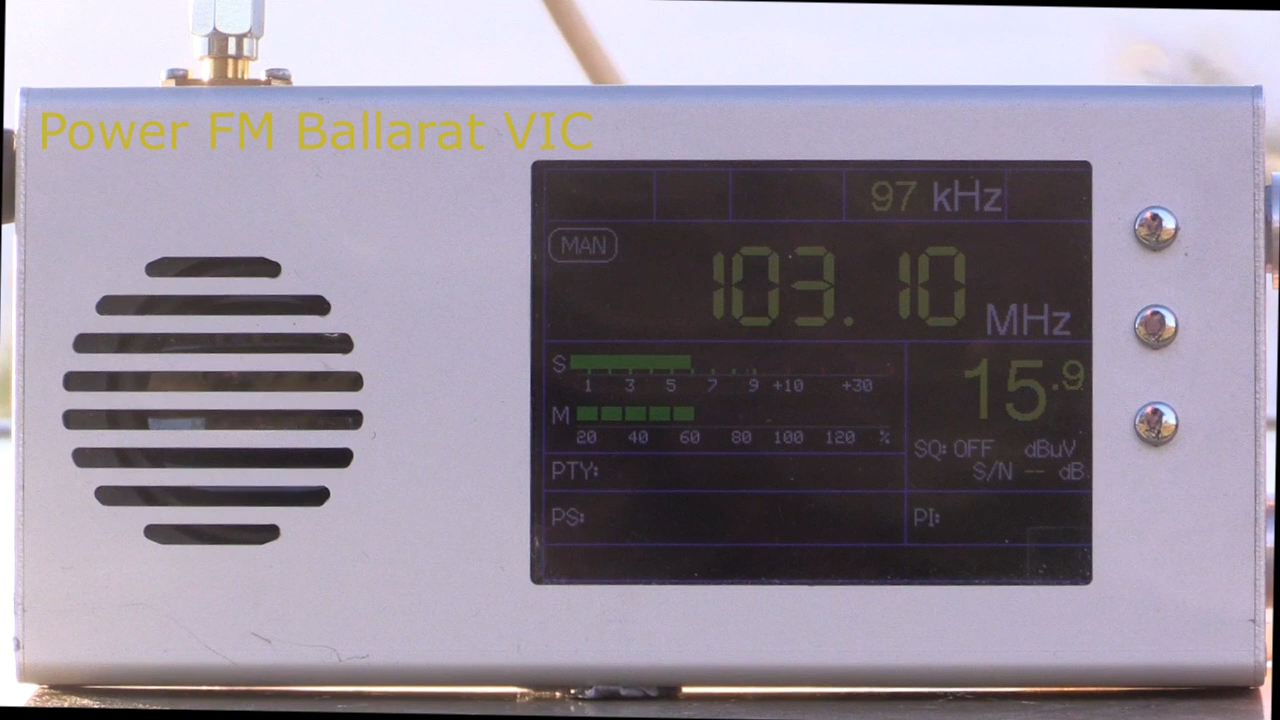 Power FM Ballarat VIC
97 kHz
MAN
103.10 MHz
S
1 3 5 7 9 +10 +30
M
20 40 60 80 100 120 %
15.9
SQ: OFF dBuV
S/N -- dB
PTY:
PS:
PI: